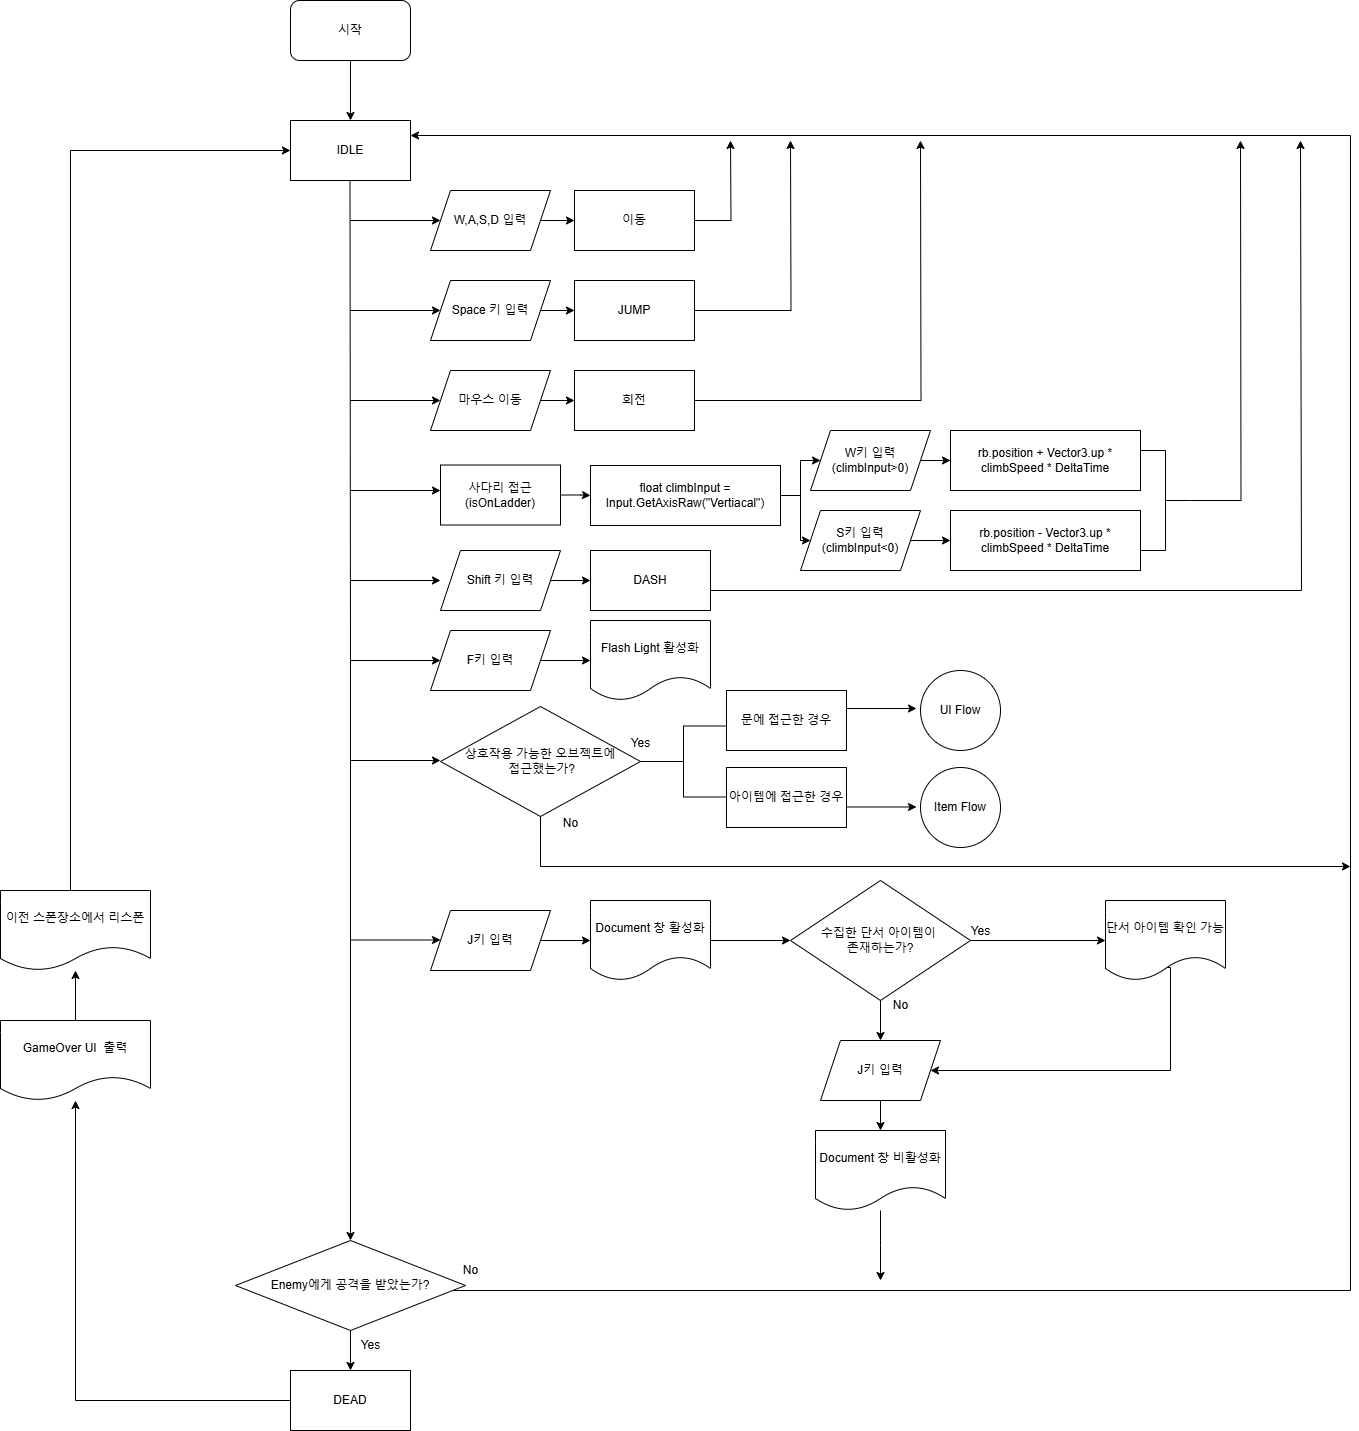 시작
IDLE
W,A,S,D 입력
이동
Space 키 입력
JUMP
마우스 이동
회전
사다리 접근
(isOnLadder)
float climbInput =
Input.GetAxisRaw("Vertiacal")
W키 입력
(climbInput>0)
rb.position + Vector3.up *
climbSpeed * DeltaTime
S키 입력
(climbInput<0)
rb.position - Vector3.up *
climbSpeed * DeltaTime
Shift 키 입력
DASH
F키 입력
Flash Light 활성화
상호작용 가능한 오브젝트에
접근했는가?
Yes
No
문에 접근한 경우
UI Flow
아이템에 접근한 경우
Item Flow
J키 입력
Document 창 활성화
수집한 단서 아이템이
존재하는가?
Yes
단서 아이템 확인 가능
No
J키 입력
Document 창 비활성화
Enemy에게 공격을 받았는가?
No
Yes
DEAD
GameOver UI  출력
이전 스폰장소에서 리스폰